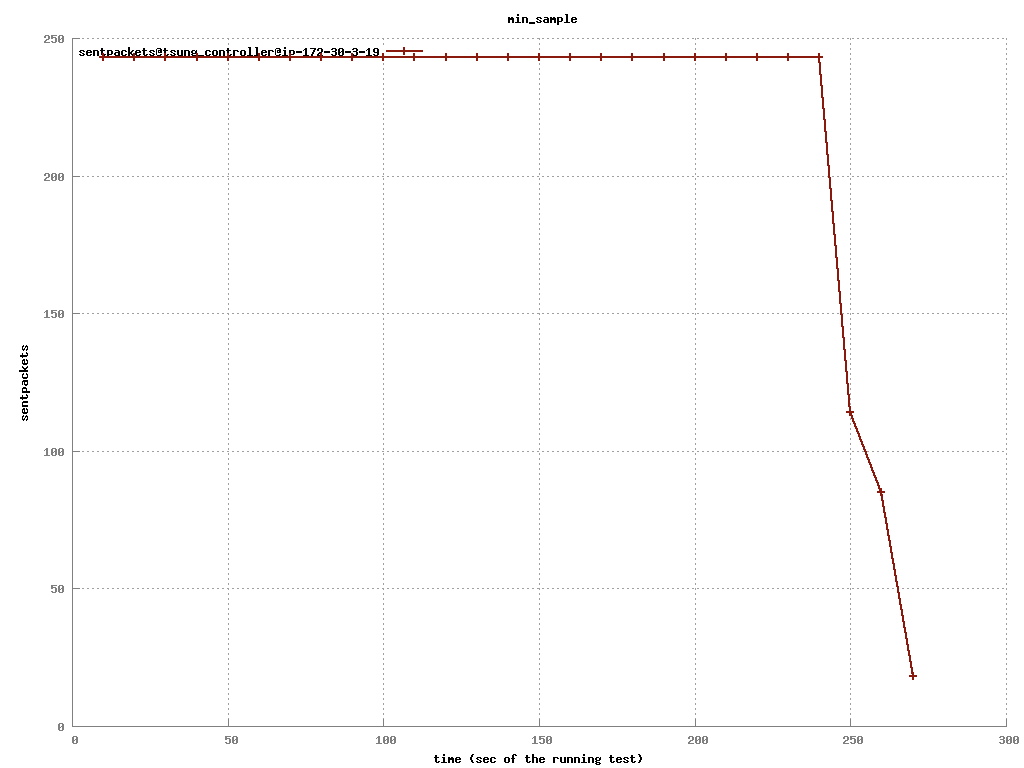 min_sample
sentpackets@tsung_controller@ip-172-30-3-19
250
200
150
100
50
0
sentpackets
0 50 100 150 200 250 300
time (sec of the running test)